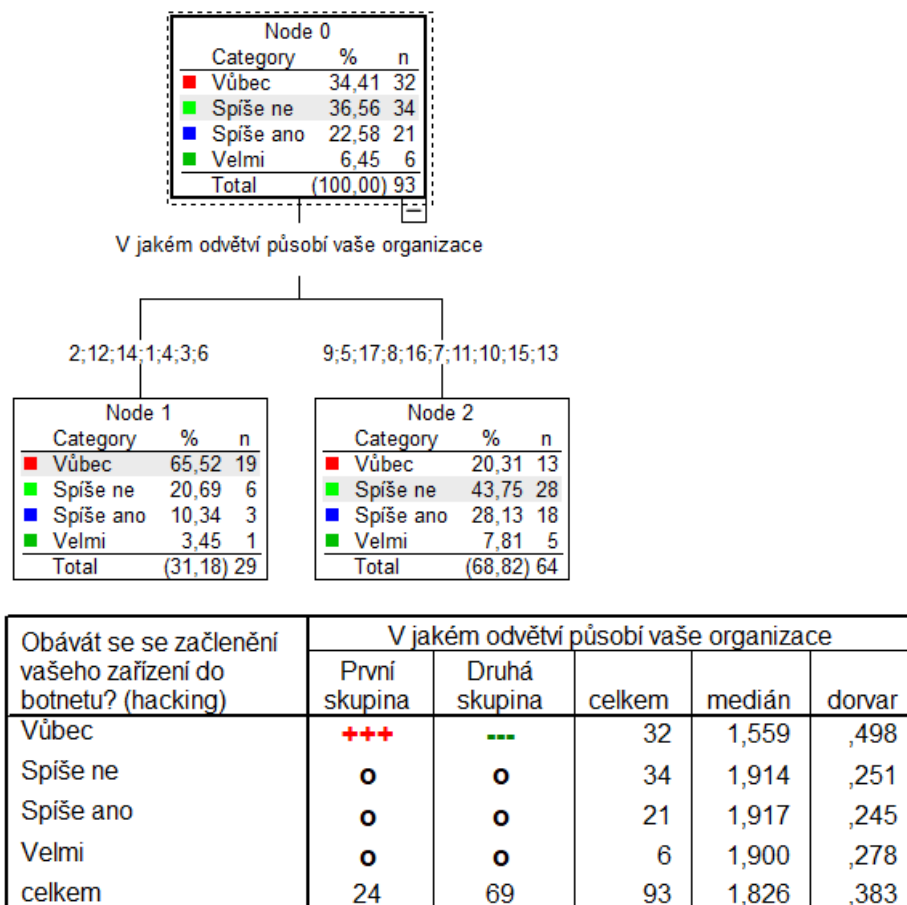 Node 0
Category % n
Vůbec 34,41 32
Spíše ne 36,56 34
Spíše ano 22,58 21
Velmi 6,45 6
Total (100,00) 93
V jakém odvětví působí vaše organizace
2;12;14;1;4;3;6
9;5;17;8;16;7;11;10;15;13
Node 1
Category % n
Vůbec 65,52 19
Spíše ne 20,69 6
Spíše ano 10,34 3
Velmi 3,45 1
Total (31,18) 29
Node 2
Category % n
Vůbec 20,31 13
Spíše ne 43,75 28
Spíše ano 28,13 18
Velmi 7,81 5
Total (68,82) 64
Obávát se se začlenění
vašeho zařízení do
botnetu? (hacking)
V jakém odvětví působí vaše organizace
První
skupina
Druhá
skupina
celkem
medián
dorvar
Vůbec +++ --- 32 1,559 ,498
Spíše ne o o 34 1,914 ,251
Spíše ano o o 21 1,917 ,245
Velmi o o 6 1,900 ,278
celkem 24 69 93 1,826 ,383